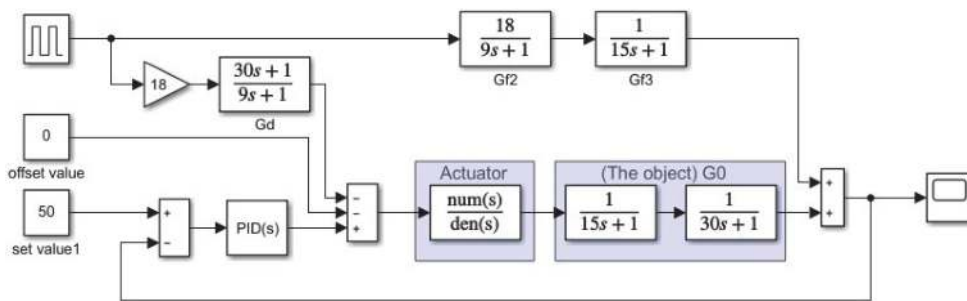 18
9s + 1
Gf2
1
15s + 1
Gf3
18
30s + 1
9s + 1
Gd
0
offset value
50
set value1
+
−
PID(s)
−
−
+
Actuator
num(s)
den(s)
(The object) G0
1
15s + 1
1
30s + 1
+
+